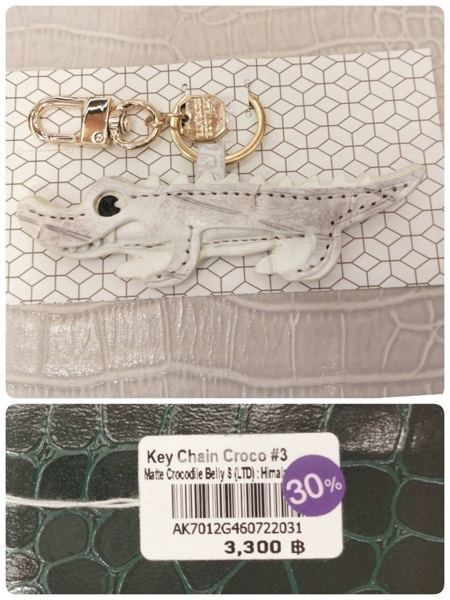 Key Chain Croco #3
Matte Crocodile Belly S (LTD) : Himal
30%
AK7012G460722031
3,300 ฿